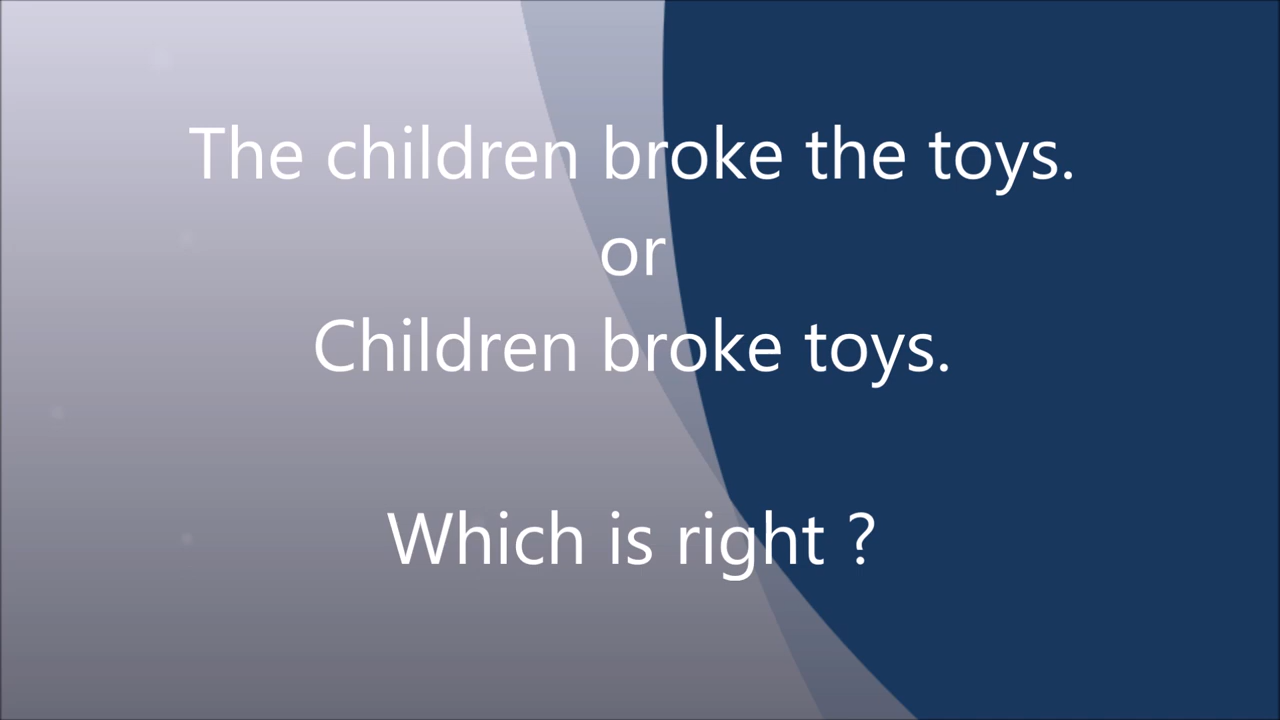 The children broke the toys.
or
Children broke toys.
Which is right ?